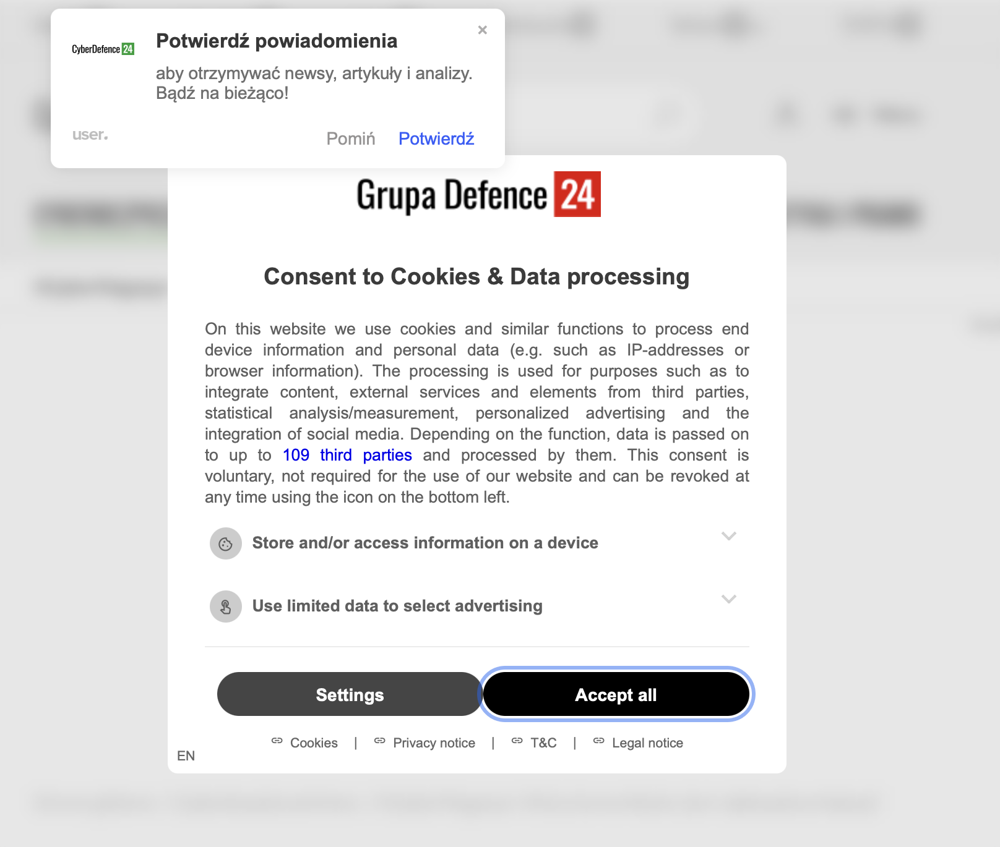 CyberDefence 24
Potwierdź powiadomienia
aby otrzymywać newsy, artykuły i analizy.
Bądź na bieżąco!
user.
Pomiń
Potwierdź
Grupa Defence 24
Consent to Cookies & Data processing
On this website we use cookies and similar functions to process end
device information and personal data (e.g. such as IP-addresses or
browser information). The processing is used for purposes such as to
integrate content, external services and elements from third parties,
statistical analysis/measurement, personalized advertising and the
integration of social media. Depending on the function, data is passed on
to up to 109 third parties and processed by them. This consent is
voluntary, not required for the use of our website and can be revoked at
any time using the icon on the bottom left.
Store and/or access information on a device
Use limited data to select advertising
Settings
Accept all
Cookies | Privacy notice | T&C | Legal notice
EN